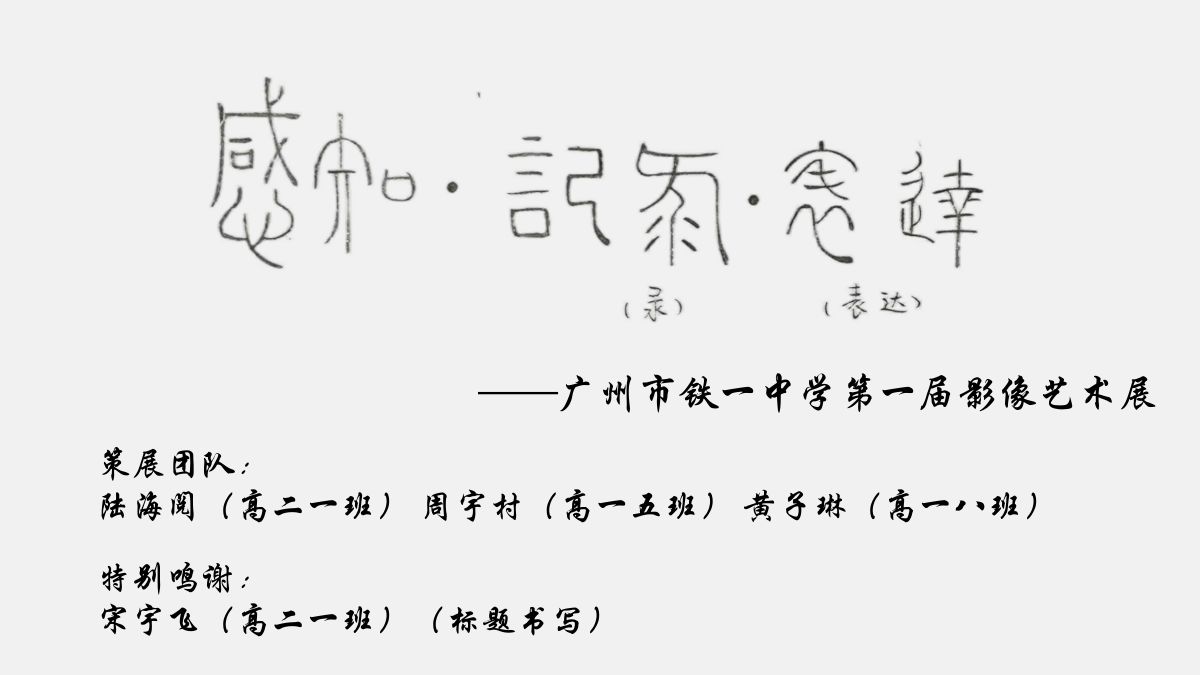 感知·記录·表達
（录） （表达）
——广州市铁一中学第一届影像艺术展
策展团队：
陆海阅（高二一班） 周宇村（高一五班） 黄子琳（高一八班）
特别鸣谢：
宋宇飞（高二一班）（标题书写）